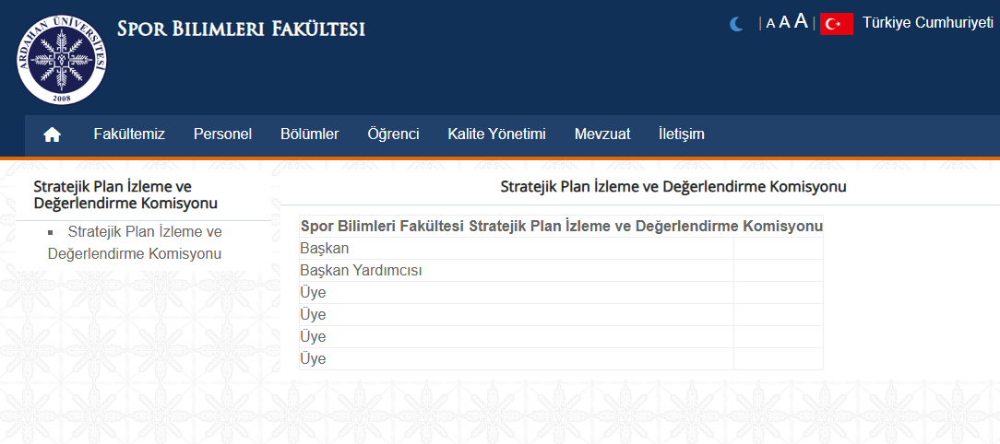 ARDAHAN ÜNİVERSİTESİ
2008
SPOR BILIMLERI FAKÜLTESI
| A A A |
Türkiye Cumhuriyeti
Fakültemiz Personel Bölümler Öğrenci Kalite Yönetimi Mevzuat İletişim
Stratejik Plan İzleme ve
Değerlendirme Komisyonu
Stratejik Plan İzleme ve
Değerlendirme Komisyonu
Stratejik Plan İzleme ve Değerlendirme Komisyonu
Spor Bilimleri Fakültesi Stratejik Plan İzleme ve Değerlendirme Komisyonu
Başkan
Başkan Yardımcısı
Üye
Üye
Üye
Üye